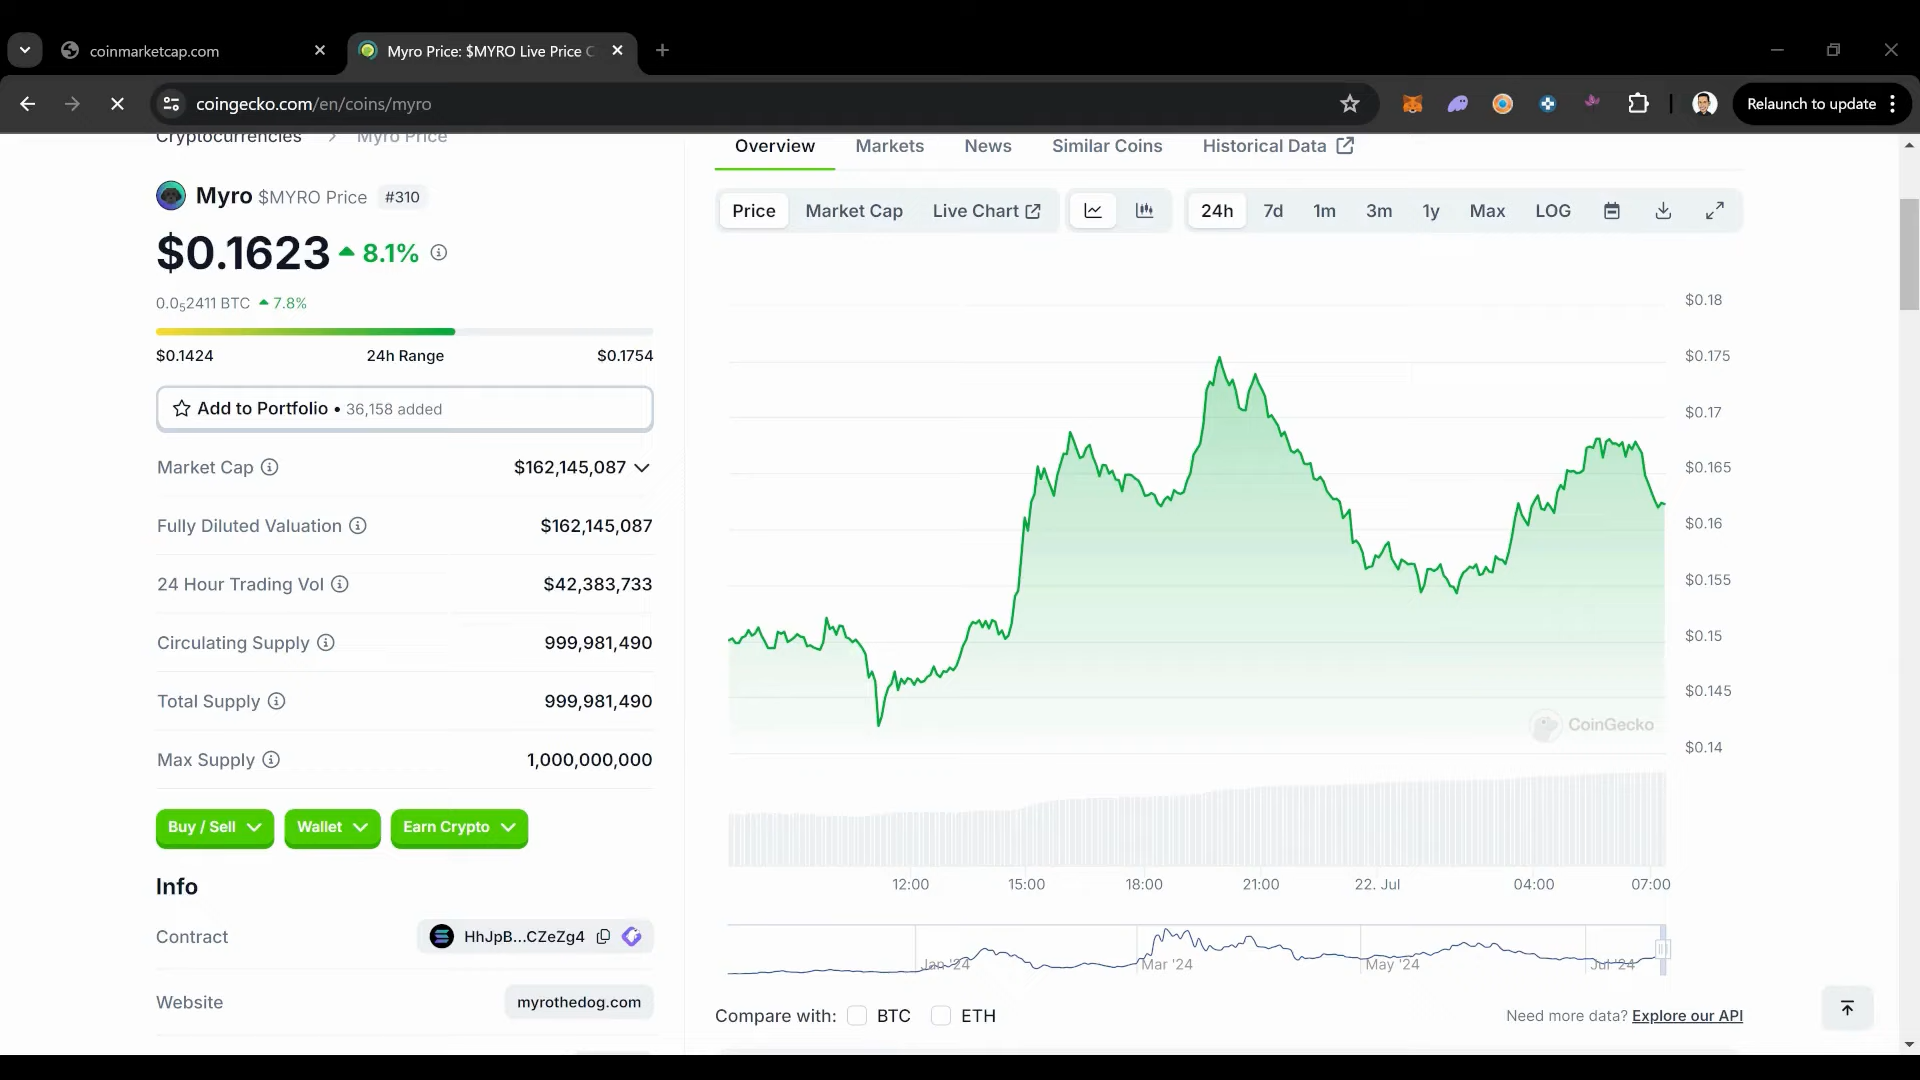 coinmarketcap.com
Myro Price: $MYRO Live Price C
coingecko.com/en/coins/myro
Relaunch to update
Cryptocurrencies > Myro Price
Myro $MYRO Price #310
$0.1623 8.1%
0.0₅2411 BTC 7.8%
$0.1424 24h Range $0.1754
Add to Portfolio • 36,158 added
Market Cap $162,145,087
Fully Diluted Valuation $162,145,087
24 Hour Trading Vol $42,383,733
Circulating Supply 999,981,490
Total Supply 999,981,490
Max Supply 1,000,000,000
Buy / Sell Wallet Earn Crypto
Info
Contract HhJpB...CZeZg4
Website myrothedog.com
Overview Markets News Similar Coins Historical Data
Price Market Cap Live Chart 24h 7d 1m 3m 1y Max LOG
$0.18
$0.175
$0.17
$0.165
$0.16
$0.155
$0.15
$0.145
$0.14
CoinGecko
12:00 15:00 18:00 21:00 22. Jul 04:00 07:00
Jan '24 Mar '24 May '24 Jul '24
Compare with: BTC ETH
Need more data? Explore our API